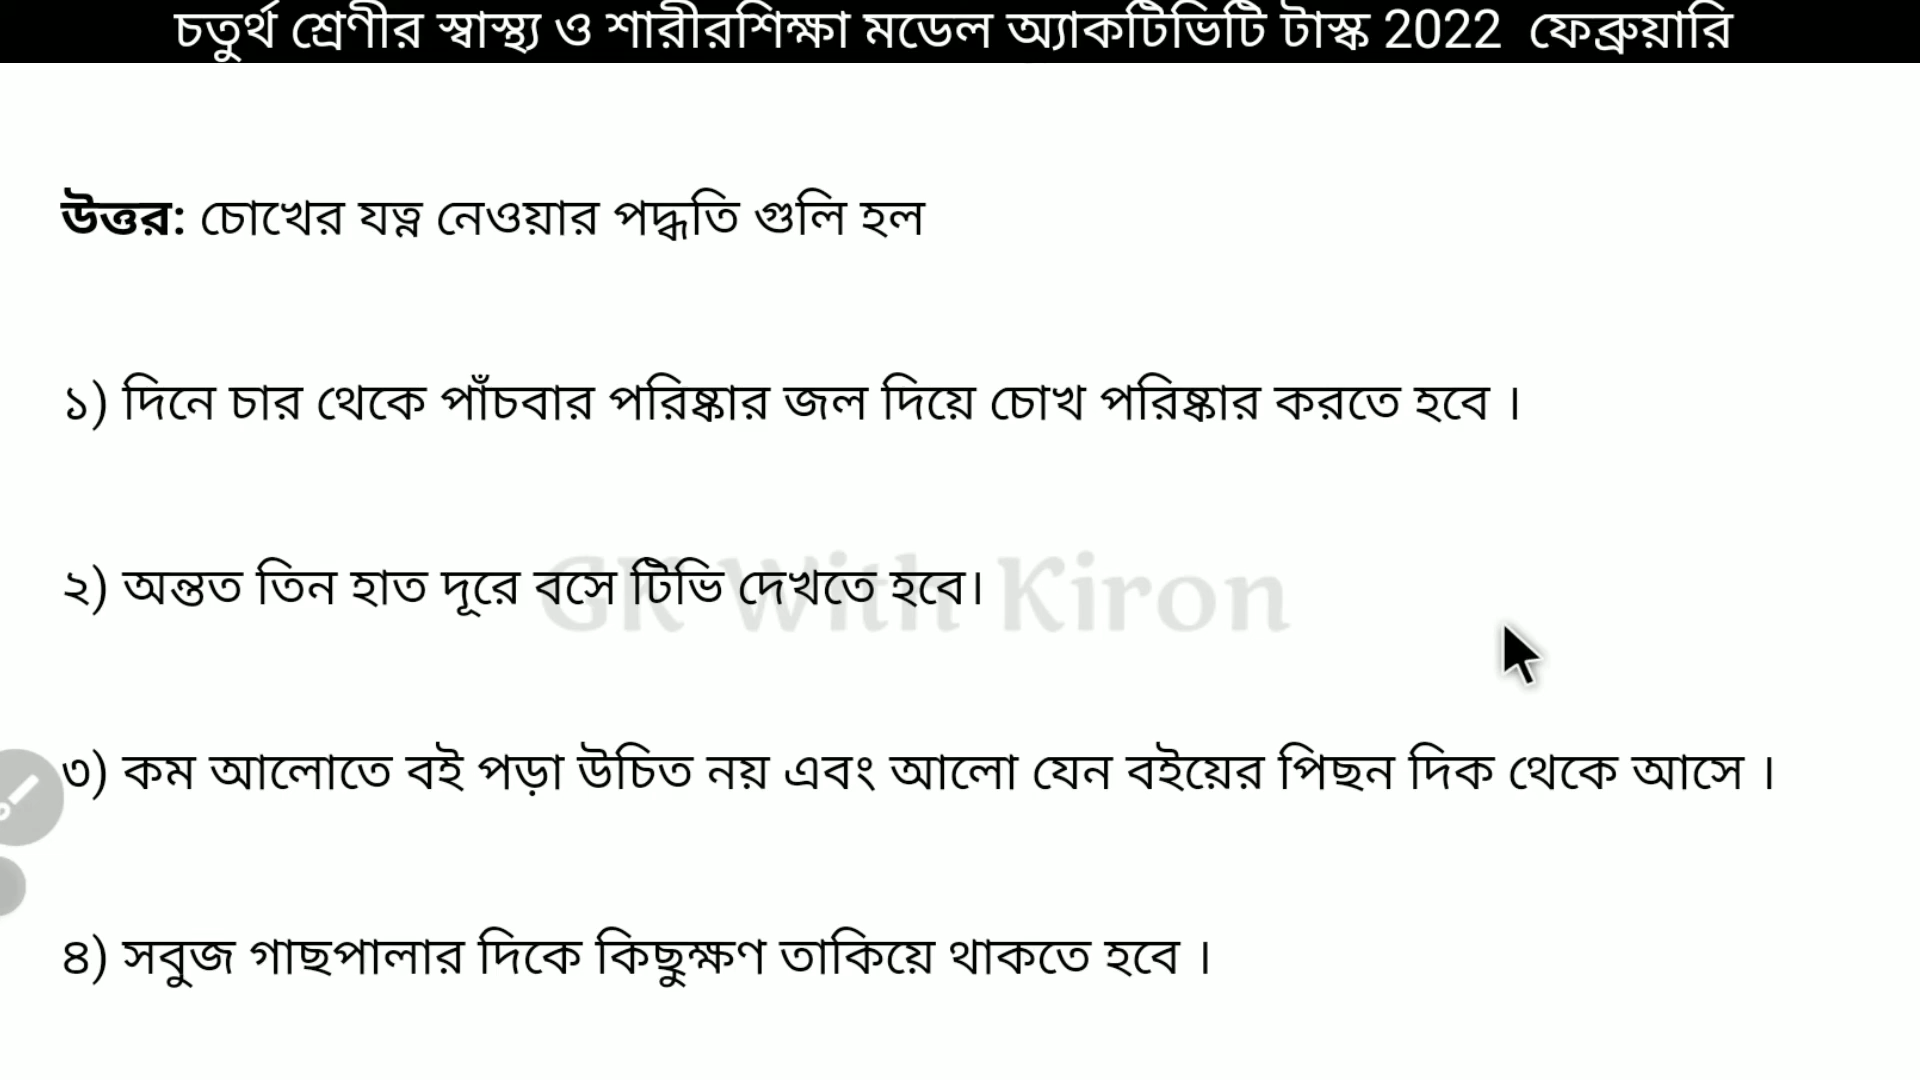 চতুর্থ শ্রেণীর স্বাস্থ্য ও শারীরশিক্ষা মডেল অ্যাকটিভিটি টাস্ক 2022 ফেব্রুয়ারি
উত্তর: চোখের যত্ন নেওয়ার পদ্ধতি গুলি হল
১) দিনে চার থেকে পাঁচবার পরিষ্কার জল দিয়ে চোখ পরিষ্কার করতে হবে ।
২) অন্তত তিন হাত দূরে বসে টিভি দেখতে হবে।
GK With Kiron
৩) কম আলোতে বই পড়া উচিত নয় এবং আলো যেন বইয়ের পিছন দিক থেকে আসে ।
৪) সবুজ গাছপালার দিকে কিছুক্ষণ তাকিয়ে থাকতে হবে ।